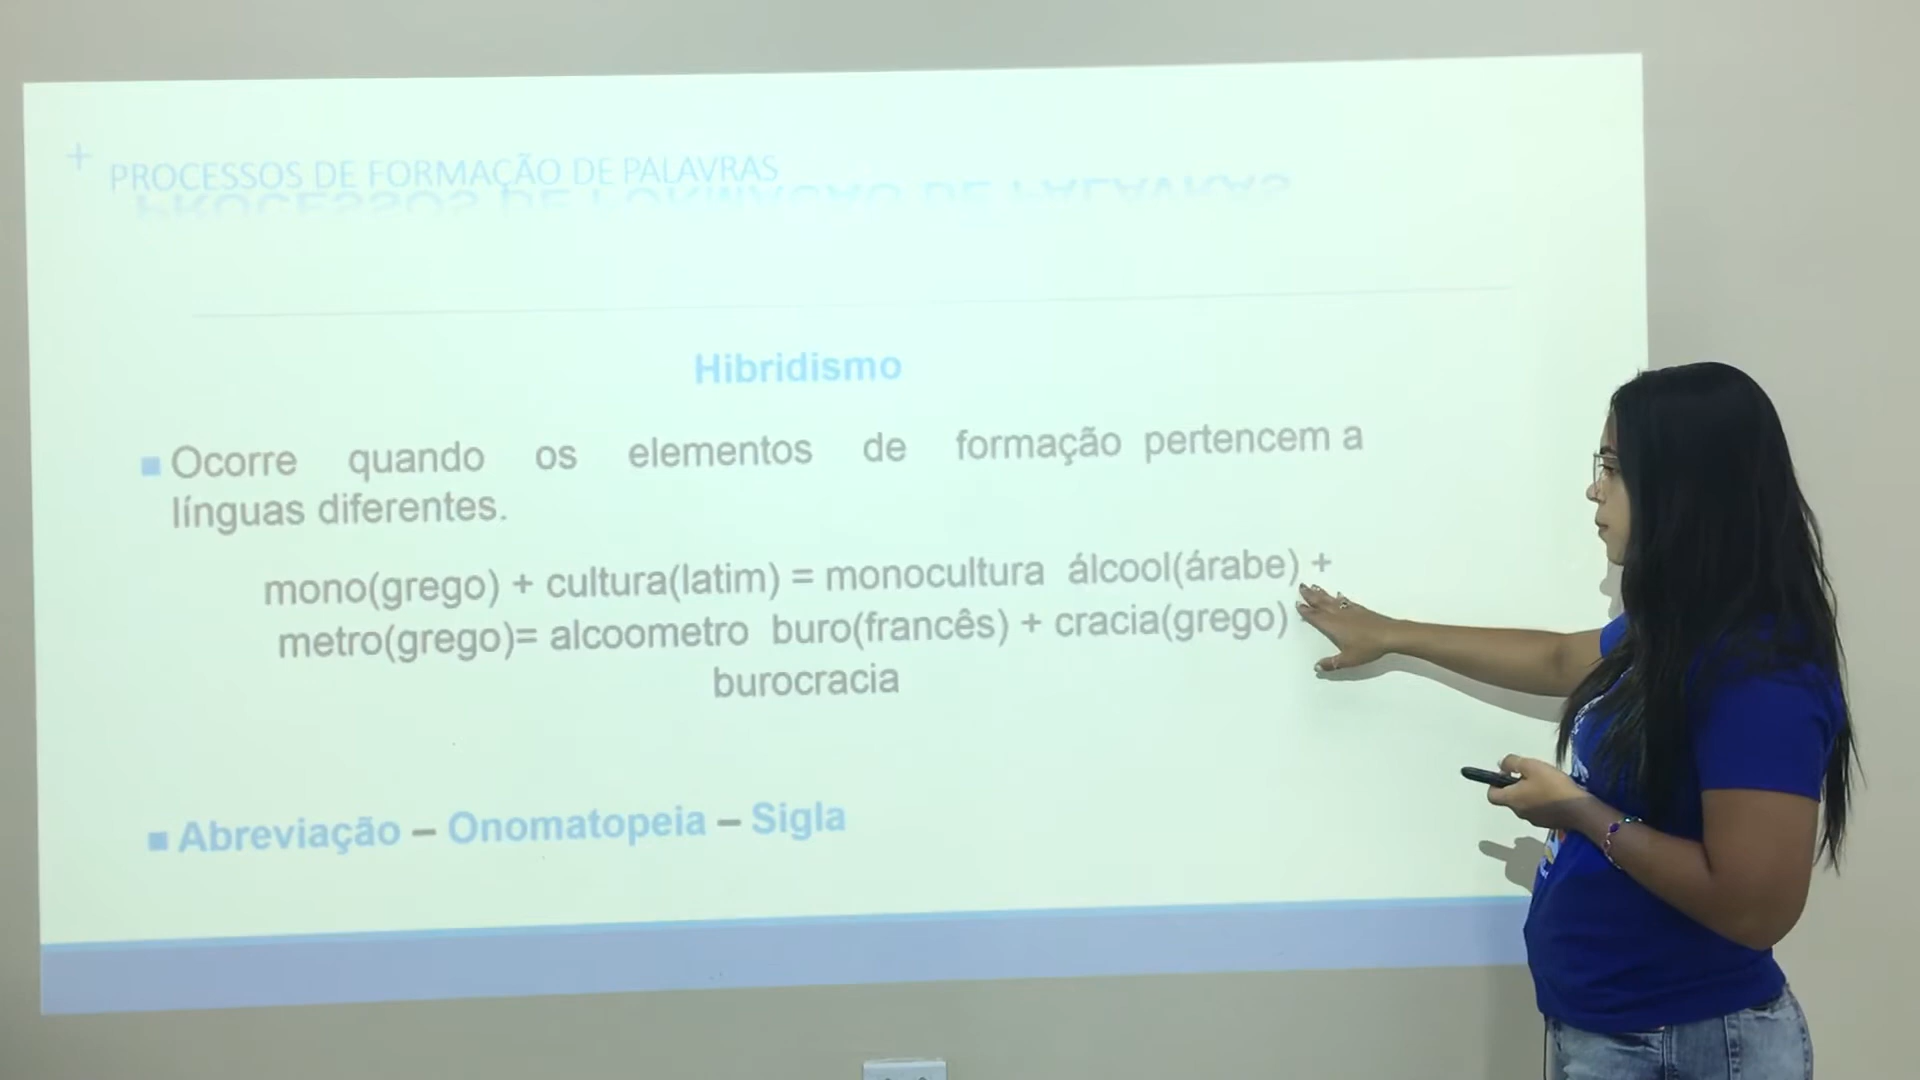 + PROCESSOS DE FORMAÇÃO DE PALAVRAS
Hibridismo
Ocorre quando os elementos de formação pertencem a
línguas diferentes.
mono(grego) + cultura(latim) = monocultura álcool(árabe) +
metro(grego)= alcoometro buro(francês) + cracia(grego)
burocracia
Abreviação – Onomatopeia – Sigla